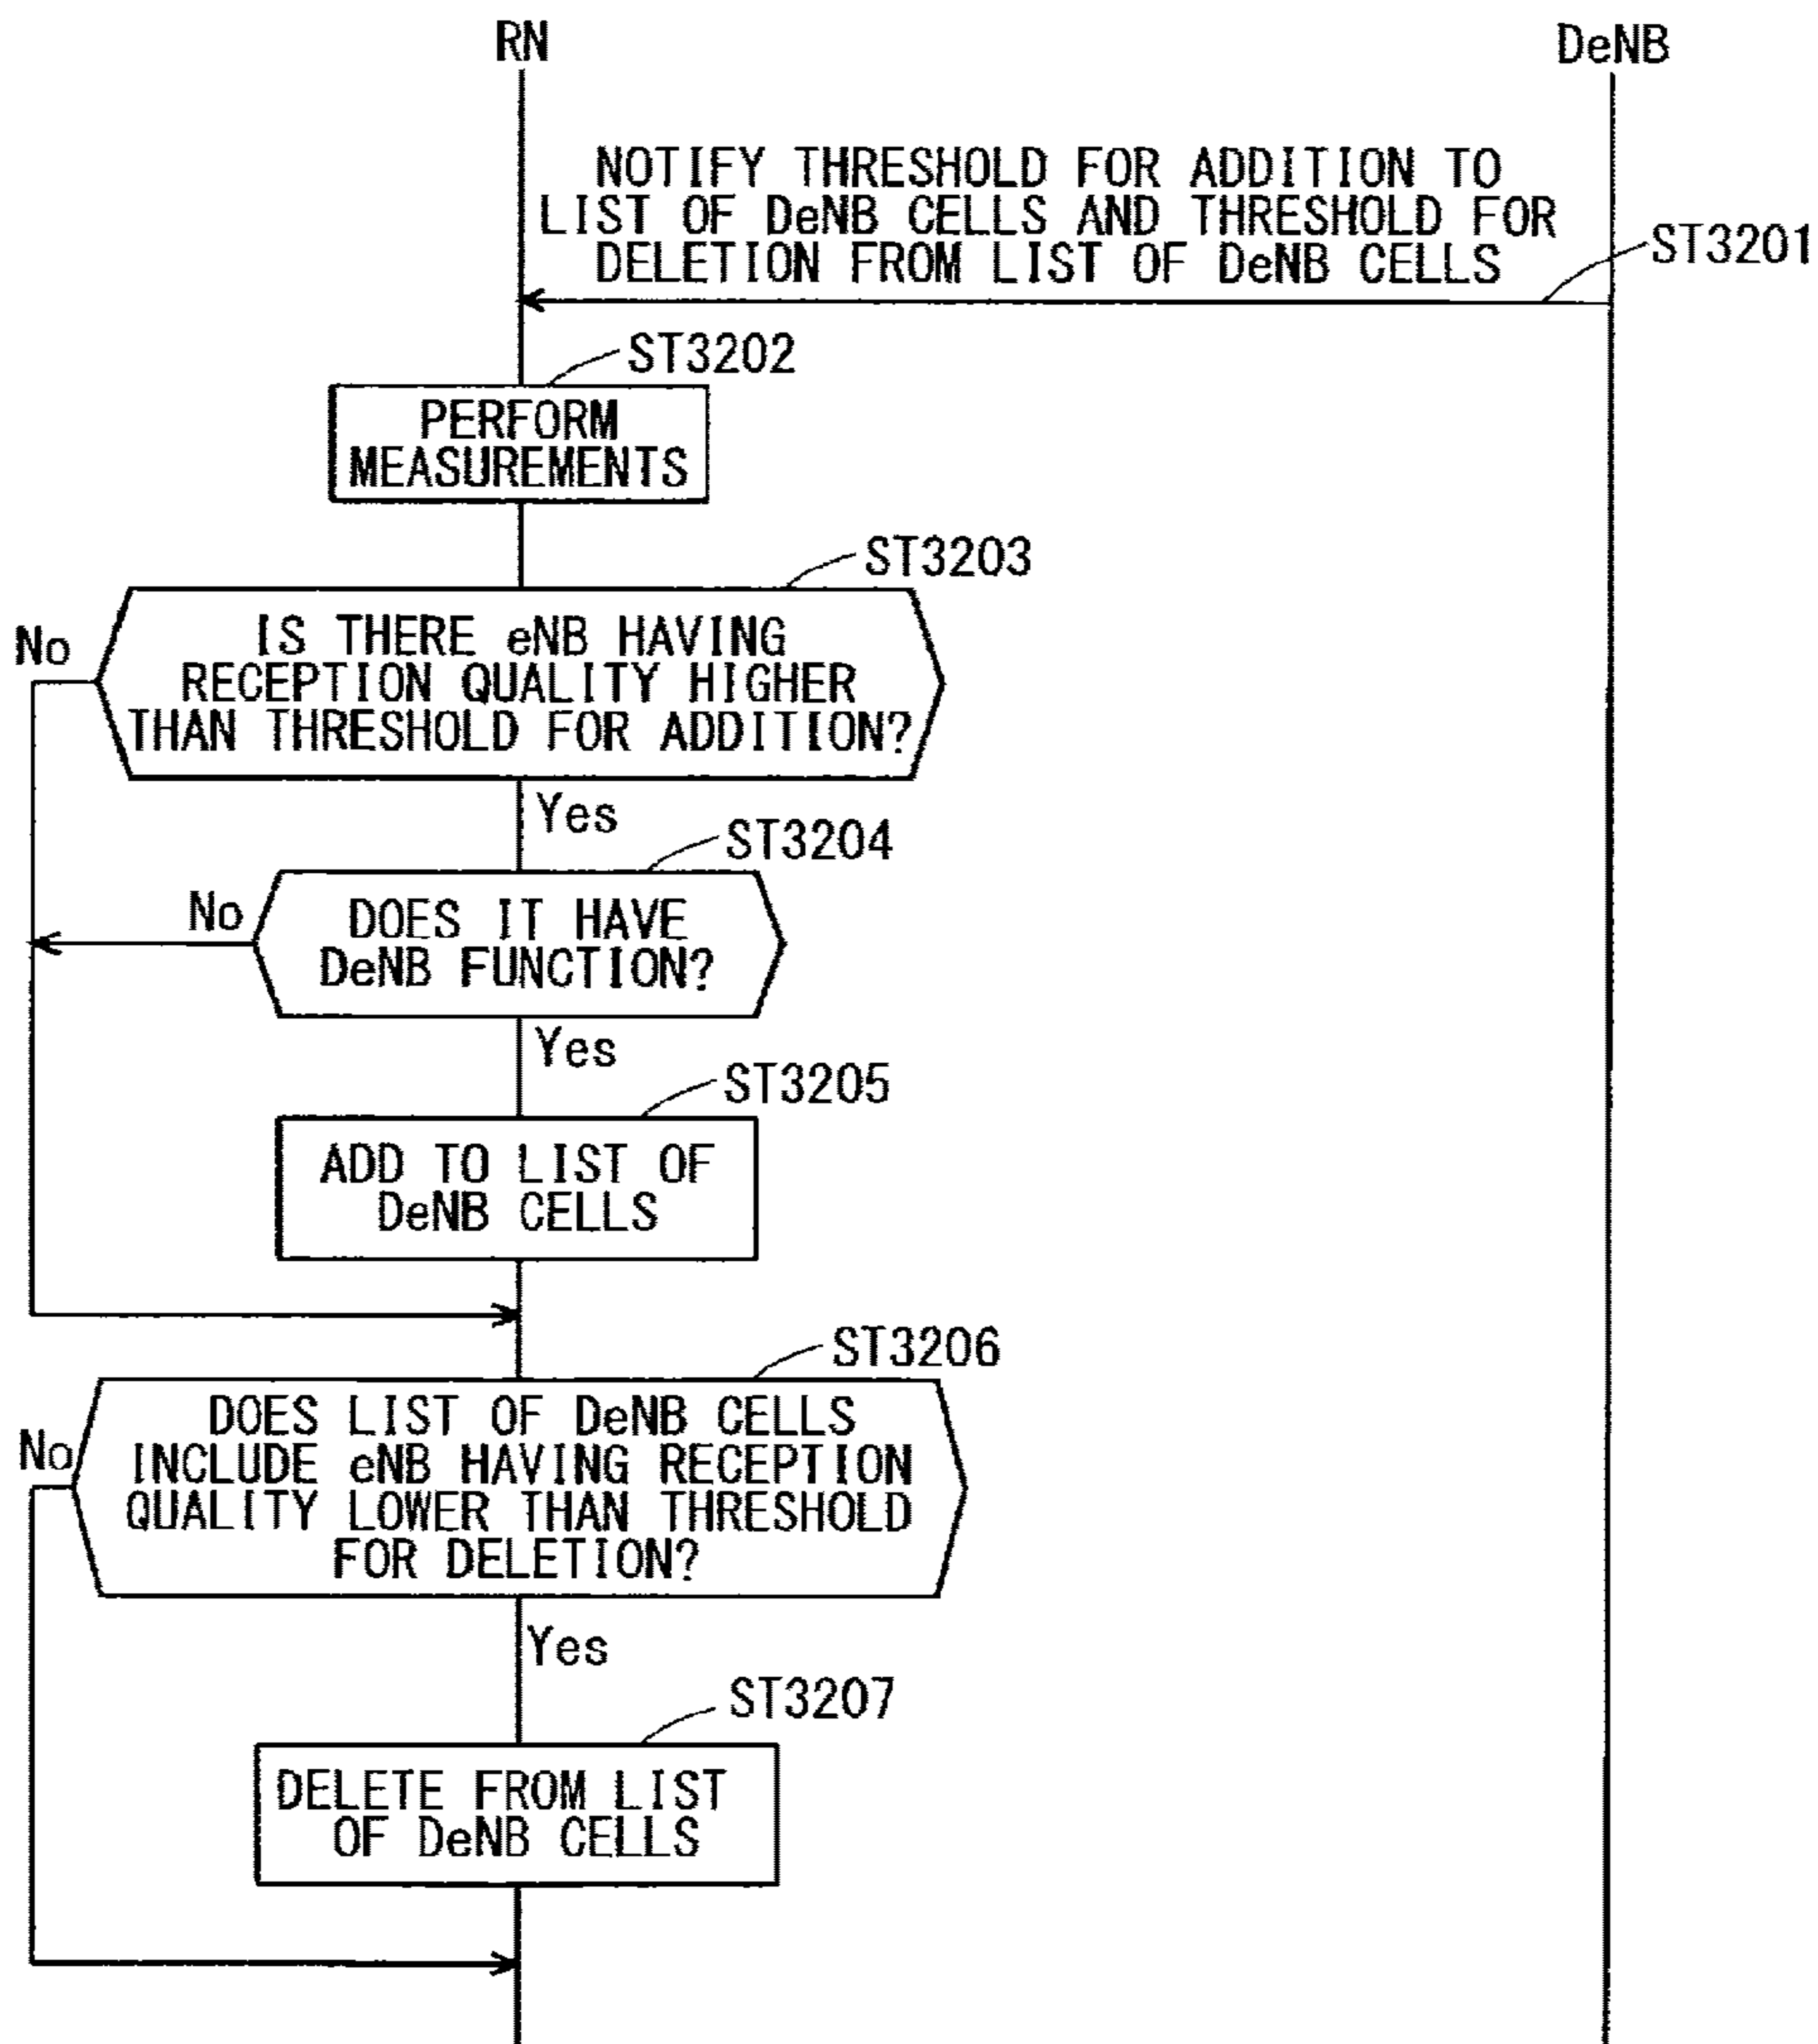 RN
DeNB
NOTIFY THRESHOLD FOR ADDITION TO
LIST OF DeNB CELLS AND THRESHOLD FOR
DELETION FROM LIST OF DeNB CELLS
ST3201
ST3202
PERFORM
MEASUREMENTS
ST3203
No
IS THERE eNB HAVING
RECEPTION QUALITY HIGHER
THAN THRESHOLD FOR ADDITION?
Yes
ST3204
No
DOES IT HAVE
DeNB FUNCTION?
Yes
ST3205
ADD TO LIST OF
DeNB CELLS
ST3206
No
DOES LIST OF DeNB CELLS
INCLUDE eNB HAVING RECEPTION
QUALITY LOWER THAN THRESHOLD
FOR DELETION?
Yes
ST3207
DELETE FROM LIST
OF DeNB CELLS